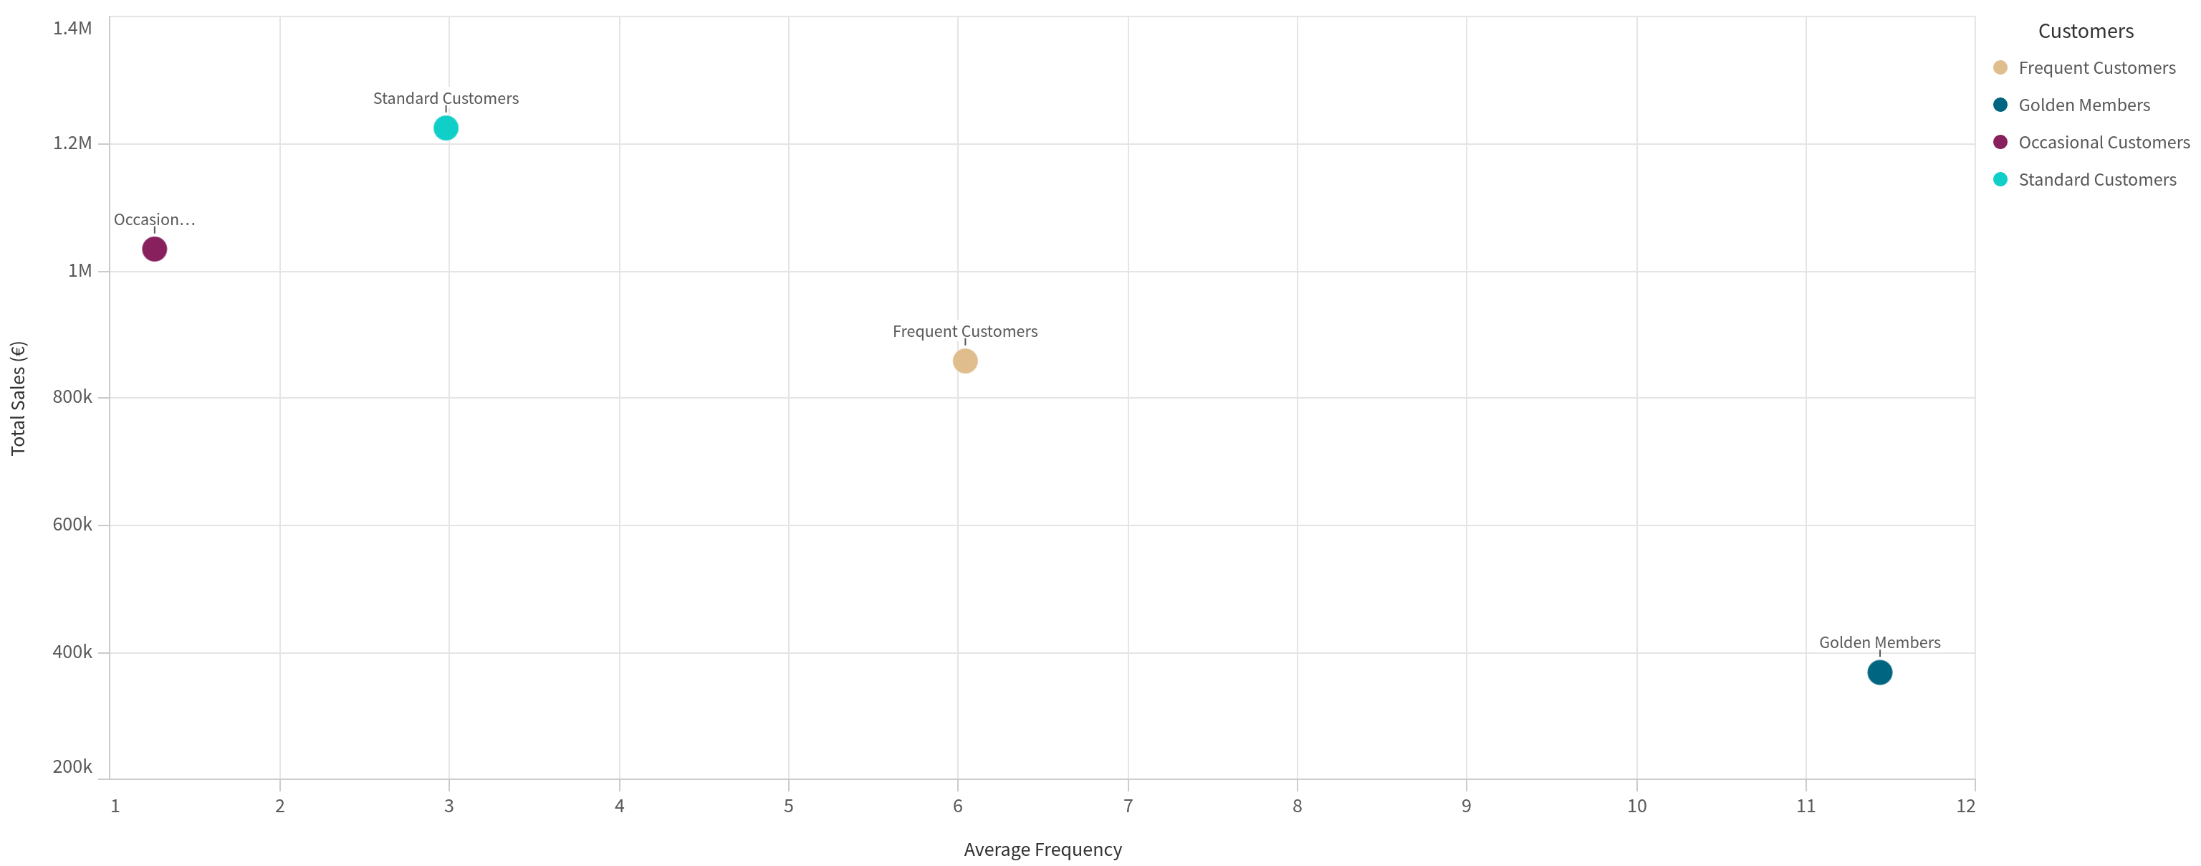 Total Sales (€)
1.4M
1.2M
1M
800k
600k
400k
200k
Standard Customers
Occasion…
Frequent Customers
Golden Members
1 2 3 4 5 6 7 8 9 10 11 12
Average Frequency
Customers
Frequent Customers
Golden Members
Occasional Customers
Standard Customers